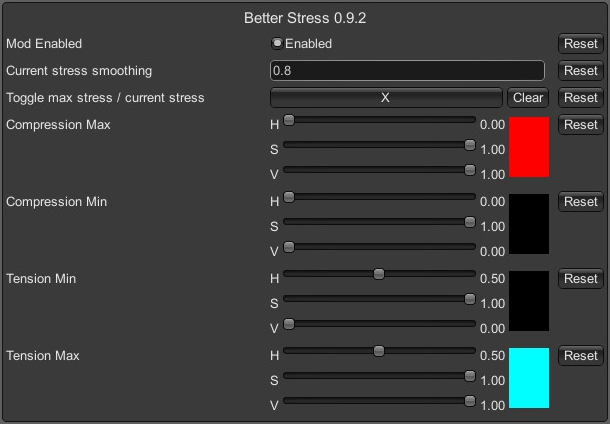 Better Stress 0.9.2
Mod Enabled Enabled Reset
Current stress smoothing 0.8 Reset
Toggle max stress / current stress X Clear Reset
Compression Max H 0.00 Reset
S 1.00
V 1.00
Compression Min H 0.00 Reset
S 1.00
V 0.00
Tension Min H 0.50 Reset
S 1.00
V 0.00
Tension Max H 0.50 Reset
S 1.00
V 1.00